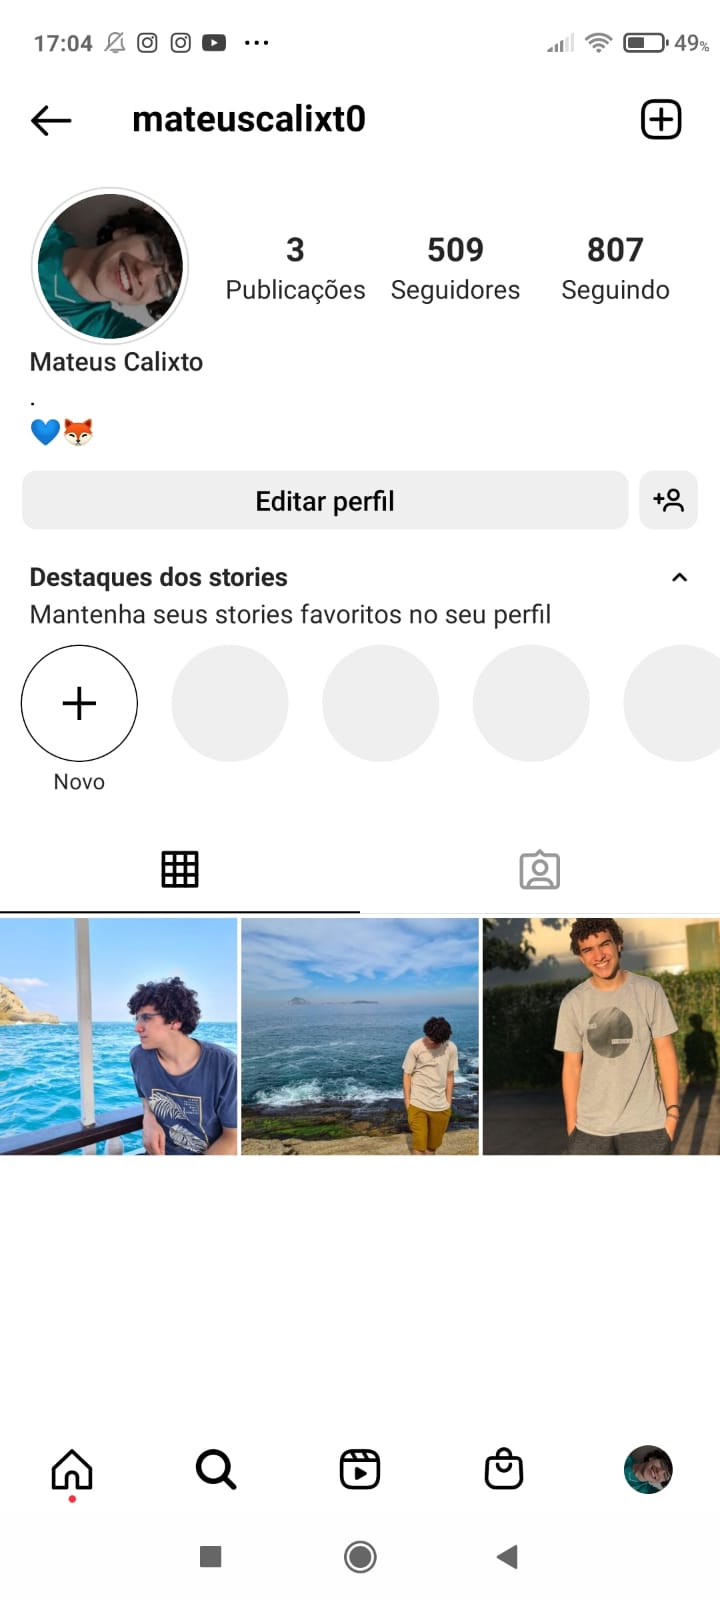 17:04 49%
mateuscalixt0
3 509 807
Publicações Seguidores Seguindo
Mateus Calixto
.
💙🦊
Editar perfil
Destaques dos stories
Mantenha seus stories favoritos no seu perfil
Novo